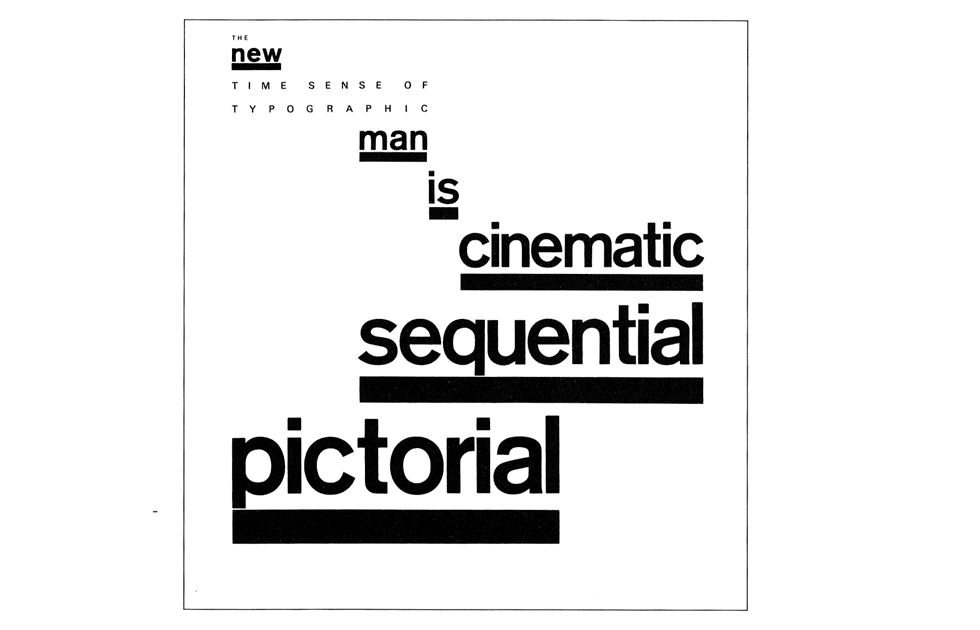 THE
new
TIME SENSE OF
TYPOGRAPHIC
man
is
cinematic
sequential
pictorial